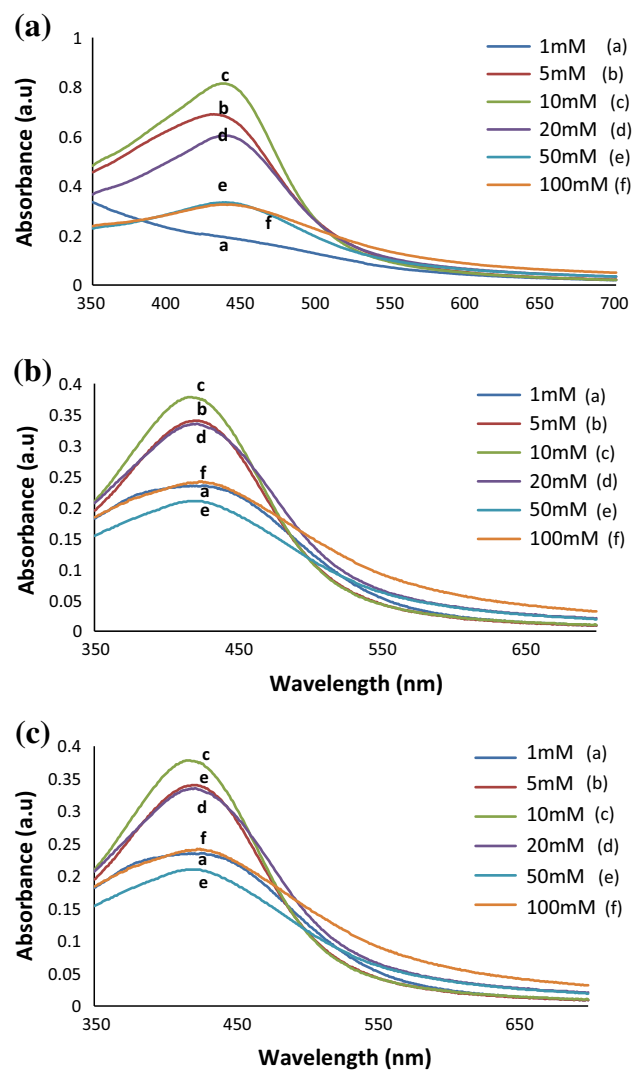 (a)
Absorbance (a.u)
1
0.8
0.6
0.4
0.2
0
350 400 450 500 550 600 650 700
c
b
d
e
f
a
1mM (a)
5mM (b)
10mM (c)
20mM (d)
50mM (e)
100mM (f)
(b)
Absorbance (a.u)
0.4
0.35
0.3
0.25
0.2
0.15
0.1
0.05
0
350 450 550 650
Wavelength (nm)
c
b
d
f
a
e
1mM (a)
5mM (b)
10mM (c)
20mM (d)
50mM (e)
100mM (f)
(c)
Absorbance (a.u)
0.4
0.35
0.3
0.25
0.2
0.15
0.1
0.05
0
350 450 550 650
Wavelength (nm)
c
e
d
f
a
e
1mM (a)
5mM (b)
10mM (c)
20mM (d)
50mM (e)
100mM (f)